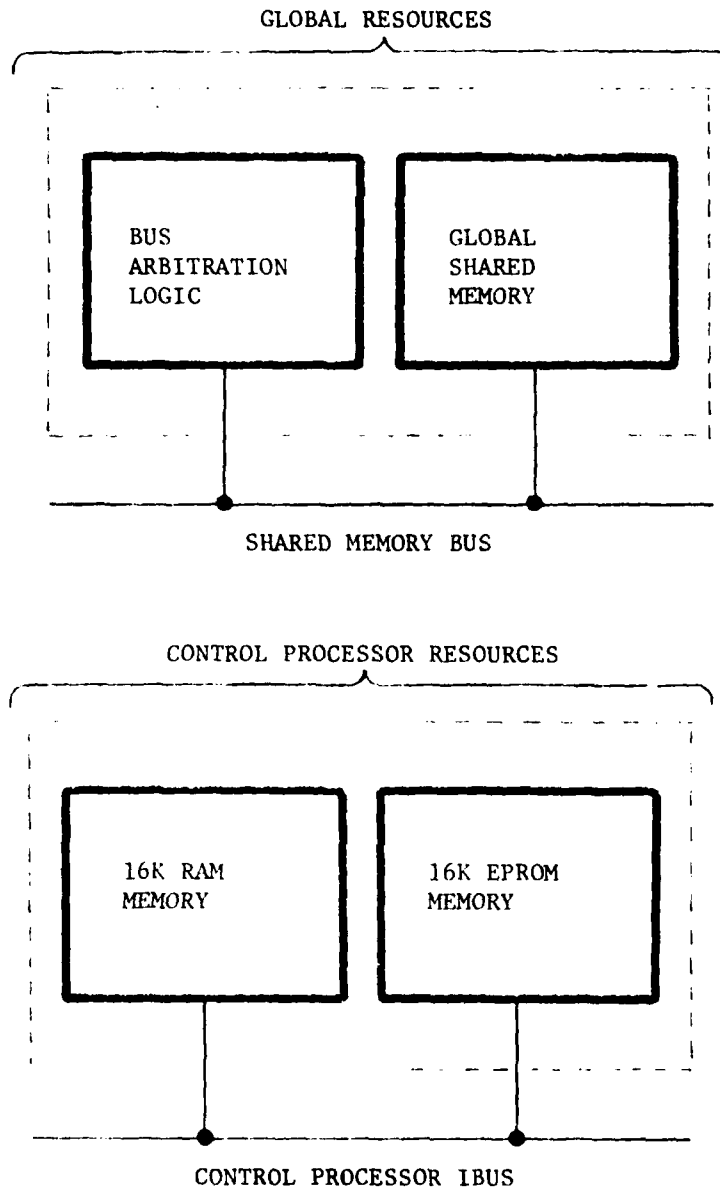 GLOBAL RESOURCES
BUS
ARBITRATION
LOGIC
GLOBAL
SHARED
MEMORY
SHARED MEMORY BUS
CONTROL PROCESSOR RESOURCES
16K RAM
MEMORY
16K EPROM
MEMORY
CONTROL PROCESSOR IBUS